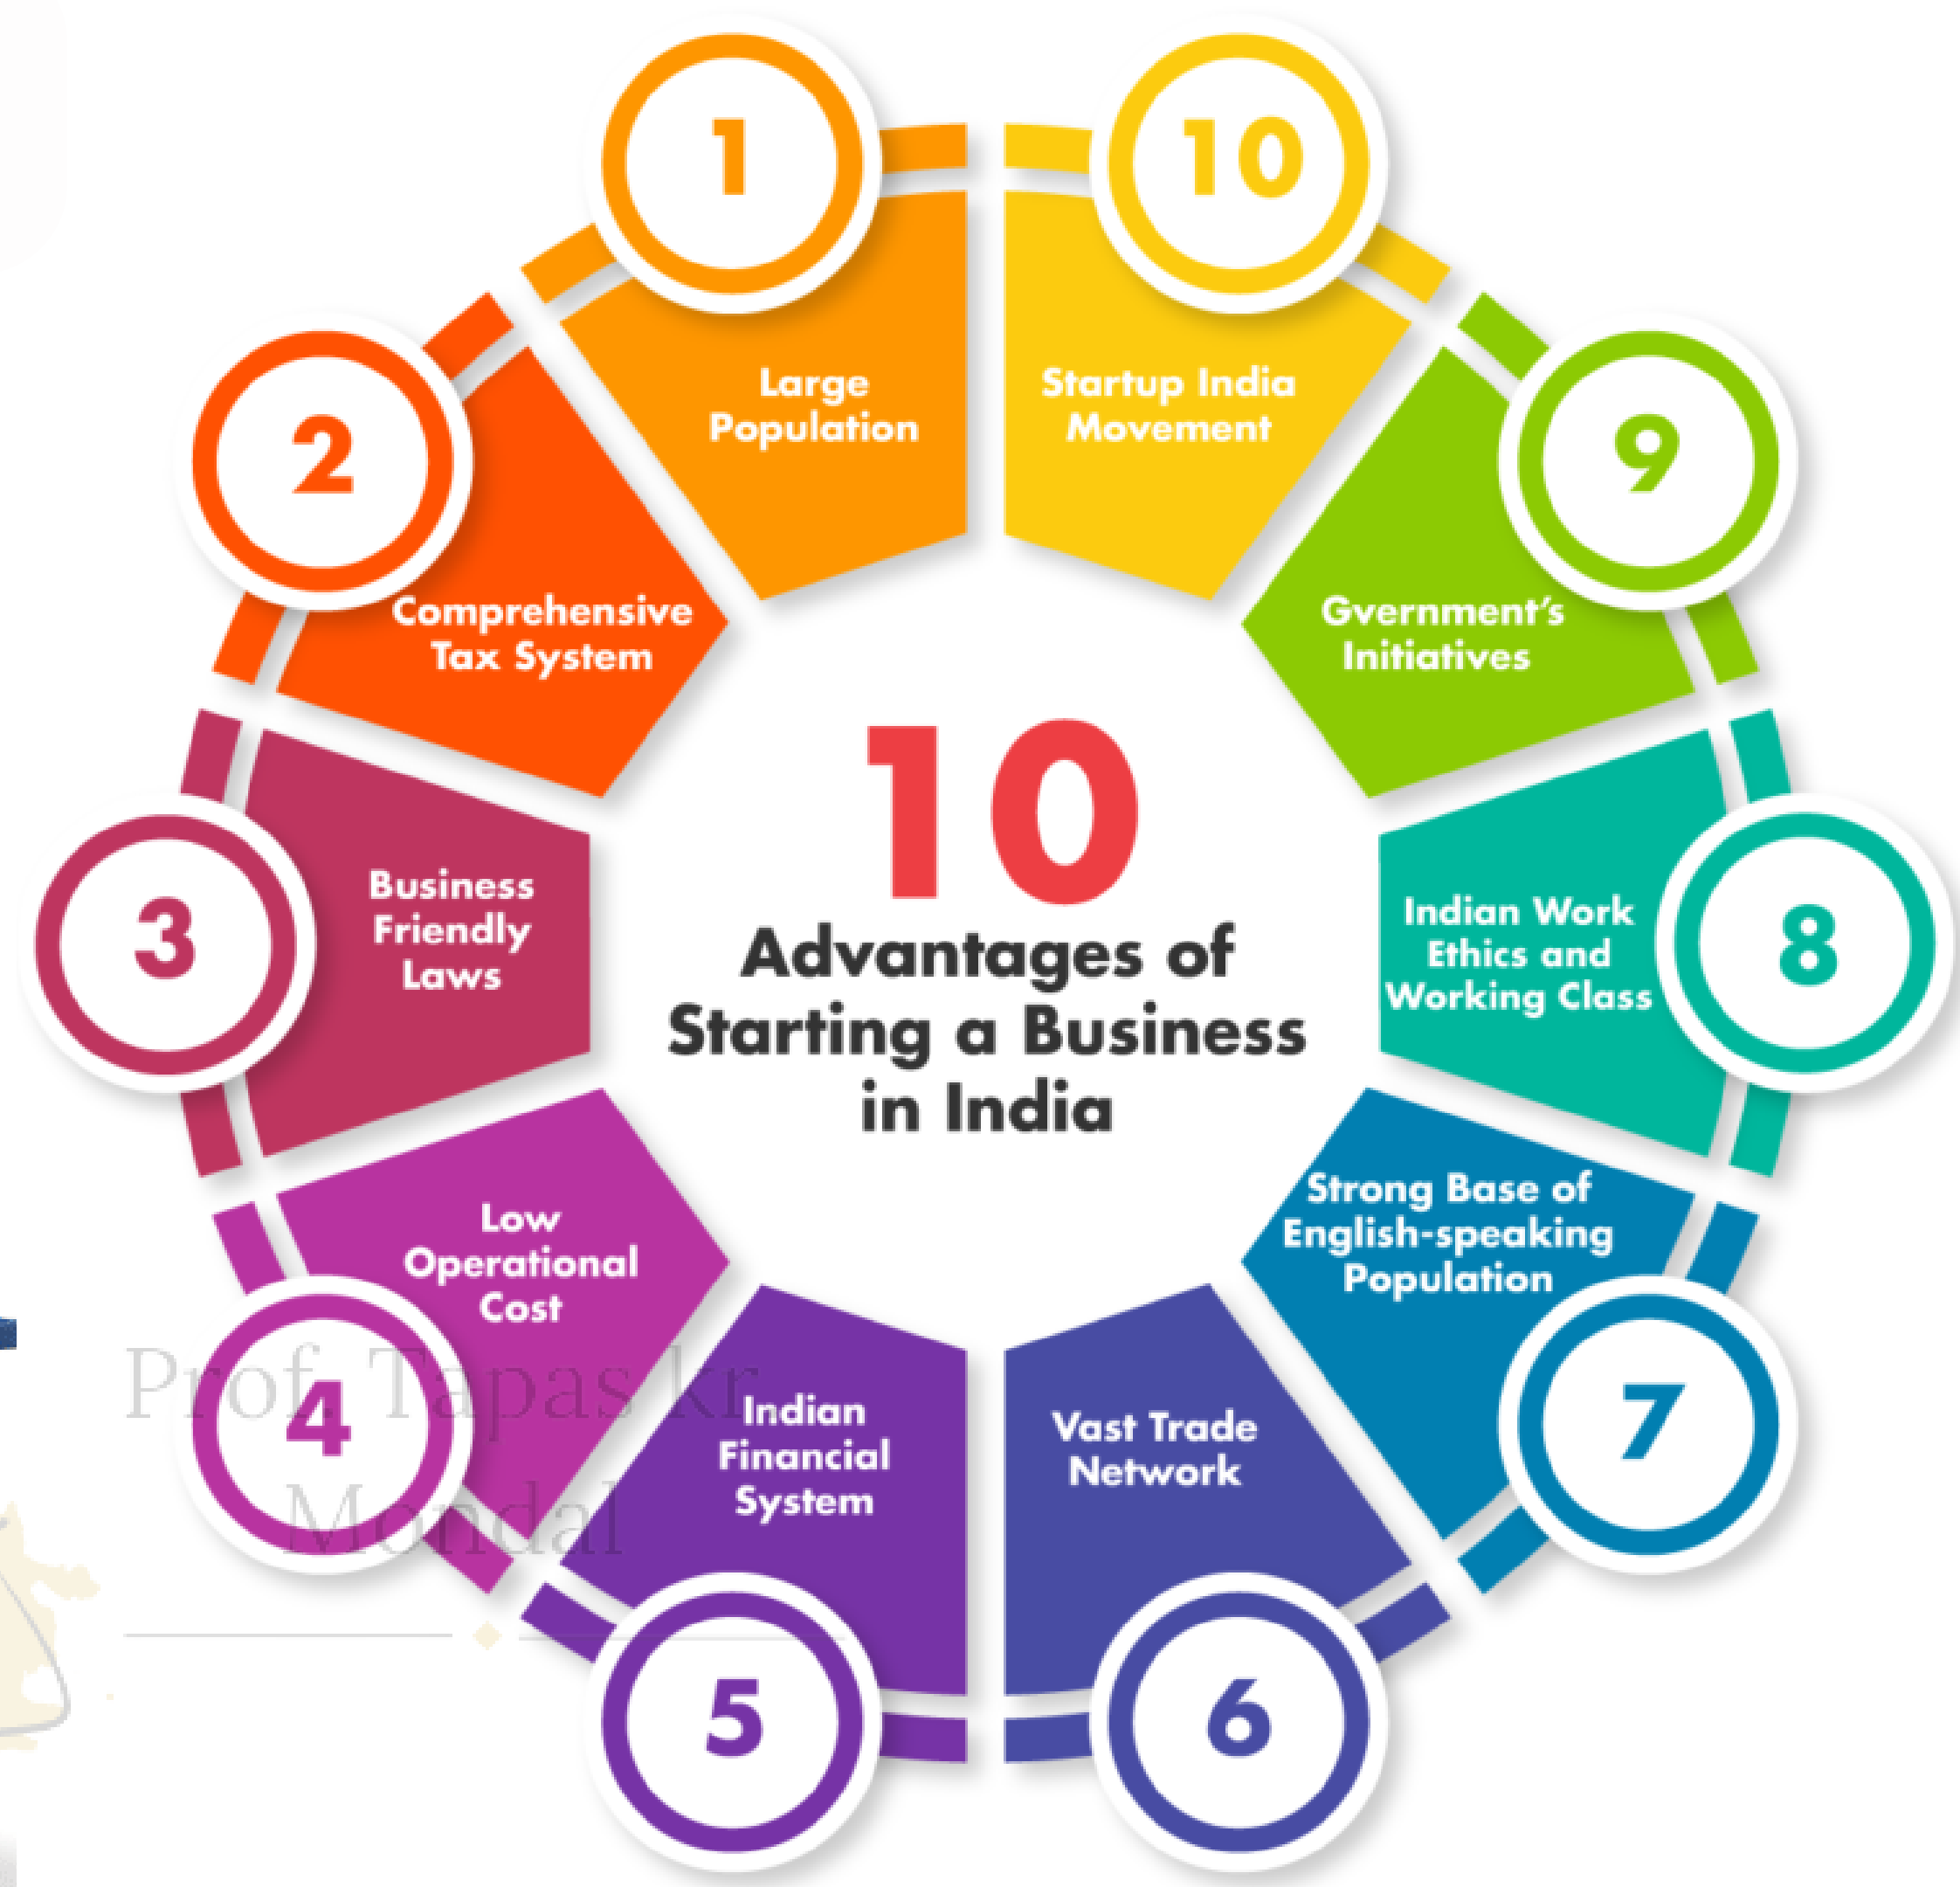 10
Advantages of
Starting a Business
in India
1
Large
Population
2
Comprehensive
Tax System
3
Business
Friendly
Laws
4
Low
Operational
Cost
5
Indian
Financial
System
6
Vast Trade
Network
7
Strong Base of
English-speaking
Population
8
Indian Work
Ethics and
Working Class
9
Gvernment's
Initiatives
10
Startup India
Movement
Prof. Tapas kr
Mondal